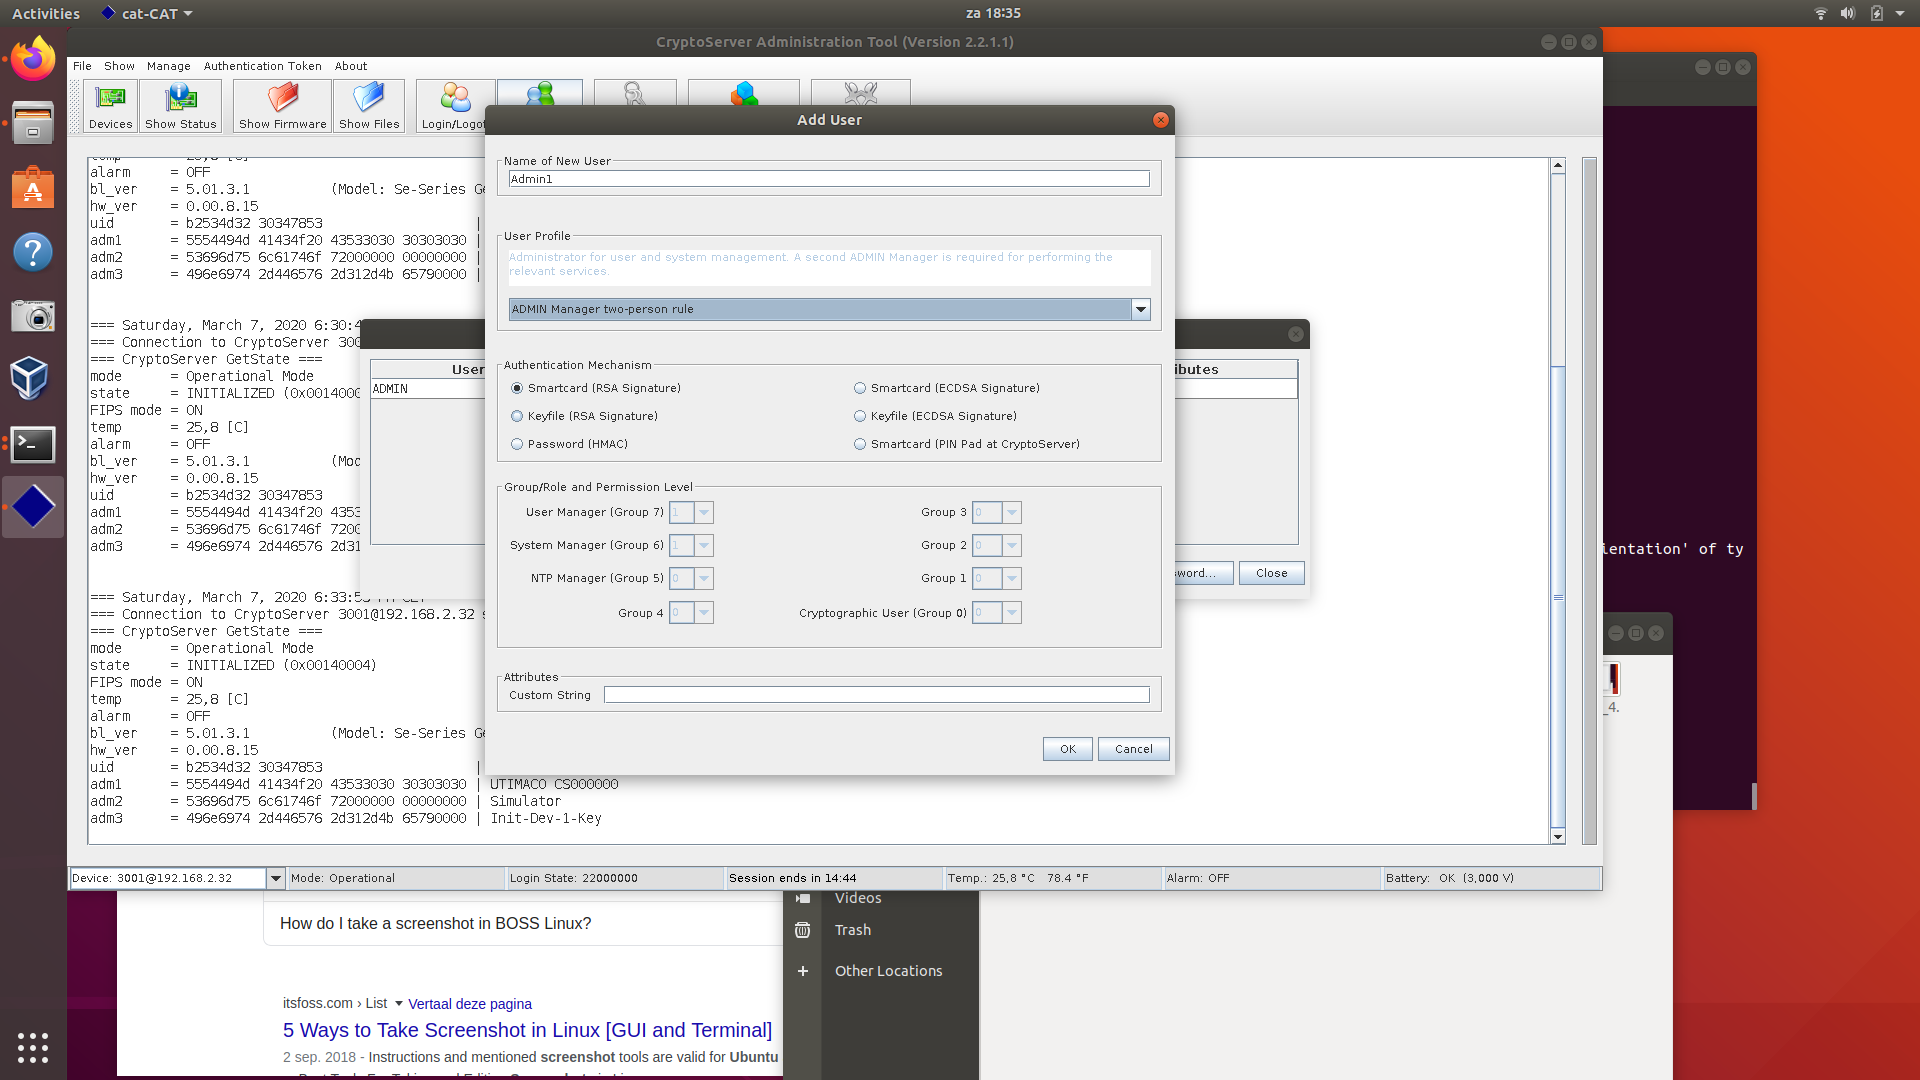 Activities
cat-CAT
za 18:35
CryptoServer Administration Tool (Version 2.2.1.1)
File Show Manage Authentication Token About
Devices Show Status Show Firmware Show Files Login/Logof
alarm = OFF
bl_ver = 5.01.3.1 (Model: Se-Series Ge
hw_ver = 0.00.8.15
uid = b2534d32 30347853 |
adm1 = 5554494d 41434f20 43533030 30303030 |
adm2 = 53696d75 6c61746f 72000000 00000000 |
adm3 = 496e6974 2d446576 2d312d4b 65790000 |
=== Saturday, March 7, 2020 6:30:4
=== Connection to CryptoServer 300
=== CryptoServer GetState ===
mode = Operational Mode
state = INITIALIZED (0x0014000
FIPS mode = ON
temp = 25,8 [C]
alarm = OFF
bl_ver = 5.01.3.1 (Mod
hw_ver = 0.00.8.15
uid = b2534d32 30347853
adm1 = 5554494d 41434f20 4353
adm2 = 53696d75 6c61746f 7200
adm3 = 496e6974 2d446576 2d31
=== Saturday, March 7, 2020 6:33:5
=== Connection to CryptoServer 3001@192.168.2.32 s
=== CryptoServer GetState ===
mode = Operational Mode
state = INITIALIZED (0x00140004)
FIPS mode = ON
temp = 25,8 [C]
alarm = OFF
bl_ver = 5.01.3.1 (Model: Se-Series Ge
hw_ver = 0.00.8.15
uid = b2534d32 30347853 |
adm1 = 5554494d 41434f20 43533030 30303030 | UTIMACO CS000000
adm2 = 53696d75 6c61746f 72000000 00000000 | Simulator
adm3 = 496e6974 2d446576 2d312d4b 65790000 | Init-Dev-1-Key
User
ADMIN
ibutes
word...
Close
Add User
Name of New User
Admin1
User Profile
Administrator for user and system management. A second ADMIN Manager is required for performing the
relevant services.
ADMIN Manager two-person rule
Authentication Mechanism
Smartcard (RSA Signature) Smartcard (ECDSA Signature)
Keyfile (RSA Signature) Keyfile (ECDSA Signature)
Password (HMAC) Smartcard (PIN Pad at CryptoServer)
Group/Role and Permission Level
User Manager (Group 7) 1 Group 3 0
System Manager (Group 6) 1 Group 2 0
NTP Manager (Group 5) 0 Group 1 0
Group 4 0 Cryptographic User (Group 0) 0
Attributes
Custom String
OK Cancel
Device: 3001@192.168.2.32 Mode: Operational Login State: 22000000 Session ends in 14:44 Temp.: 25,8 °C 78.4 °F Alarm: OFF Battery: OK (3,000 V)
ientation' of ty
_4.
How do I take a screenshot in BOSS Linux?
itsfoss.com › List Vertaal deze pagina
5 Ways to Take Screenshot in Linux [GUI and Terminal]
2 sep. 2018 - Instructions and mentioned screenshot tools are valid for Ubuntu
Videos
Trash
Other Locations